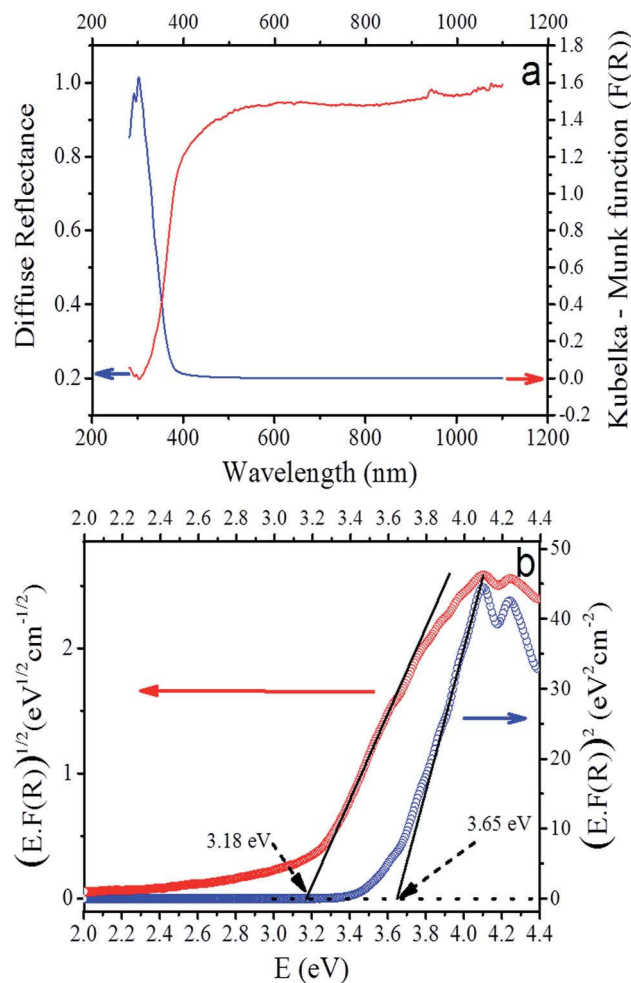 200 400 600 800 1000 1200
a
1.8
1.6
1.4
1.2
1.0
0.8
0.6
0.4
0.2
0.0
-0.2
1.0
0.8
0.6
0.4
0.2
Diffuse Reflectance
Kubelka - Munk function (F(R))
200 400 600 800 1000 1200
Wavelength (nm)
2.0 2.2 2.4 2.6 2.8 3.0 3.2 3.4 3.6 3.8 4.0 4.2 4.4
b
50
40
30
20
10
0
2
1
0
(E.F(R))1/2(eV1/2cm-1/2)
(E.F(R))2 (eV2cm-2)
3.18 eV
3.65 eV
2.0 2.2 2.4 2.6 2.8 3.0 3.2 3.4 3.6 3.8 4.0 4.2 4.4
E (eV)